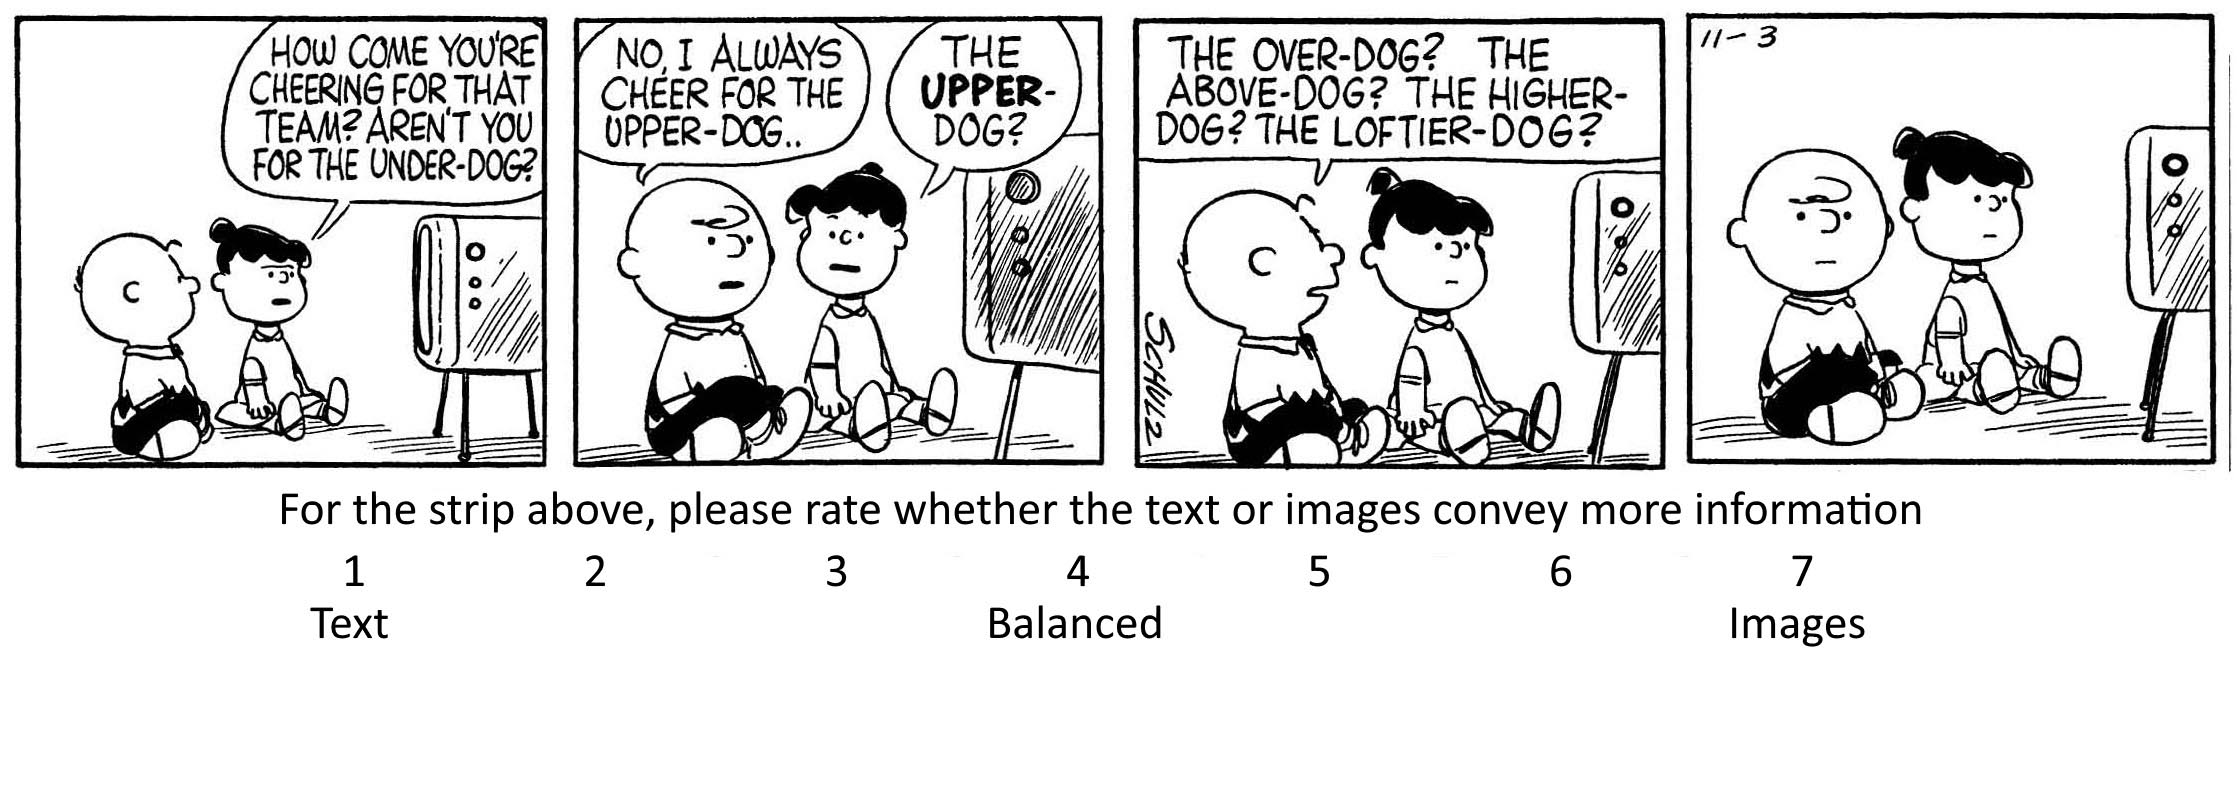 HOW COME YOU'RE
CHEERING FOR THAT
TEAM? AREN'T YOU
FOR THE UNDER-DOG?
NO, I ALWAYS
CHEER FOR THE
UPPER-DOG..
THE
UPPER-
DOG?
THE OVER-DOG? THE
ABOVE-DOG? THE HIGHER-
DOG? THE LOFTIER-DOG?
SCHULZ
11-3
For the strip above, please rate whether the text or images convey more information
1 2 3 4 5 6 7
Text Balanced Images